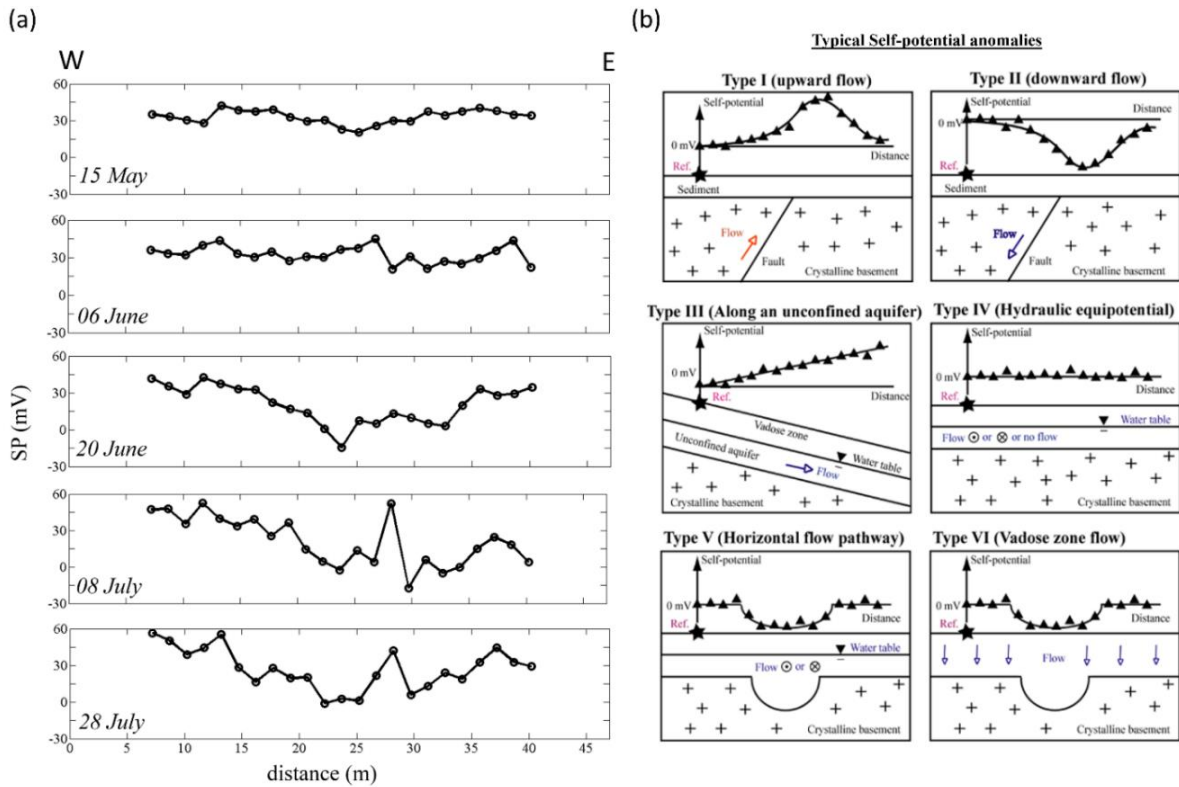 (a)
W
E
60
30
0
-30
15 May
60
30
0
-30
06 June
60
30
0
-30
20 June
60
30
0
-30
08 July
60
30
0
-30
28 July
SP (mV)
0 5 10 15 20 25 30 35 40 45
distance (m)
(b)
Typical Self-potential anomalies
Type I (upward flow)
Self-potential
0 mV
Distance
Ref.
Sediment
Flow
Fault
Crystalline basement
Type II (downward flow)
Distance
0 mV
Self-potential
Ref.
Flow
Fault
Crystalline basement
Type III (Along an unconfined aquifer)
Self-potential
0 mV
Ref.
Distance
Vadose zone
Unconfined aquifer
Water table
Flow
Crystalline basement
Type IV (Hydraulic equipotential)
Self-potential
0 mV
Distance
Ref.
Water table
Flow ⊙ or ⊗ or no flow
Crystalline basement
Type V (Horizontal flow pathway)
Self-potential
0 mV
Distance
Ref.
Water table
Flow ⊙ or ⊗
Crystalline basement
Type VI (Vadose zone flow)
Self-potential
0 mV
Distance
Ref.
Flow
Crystalline basement